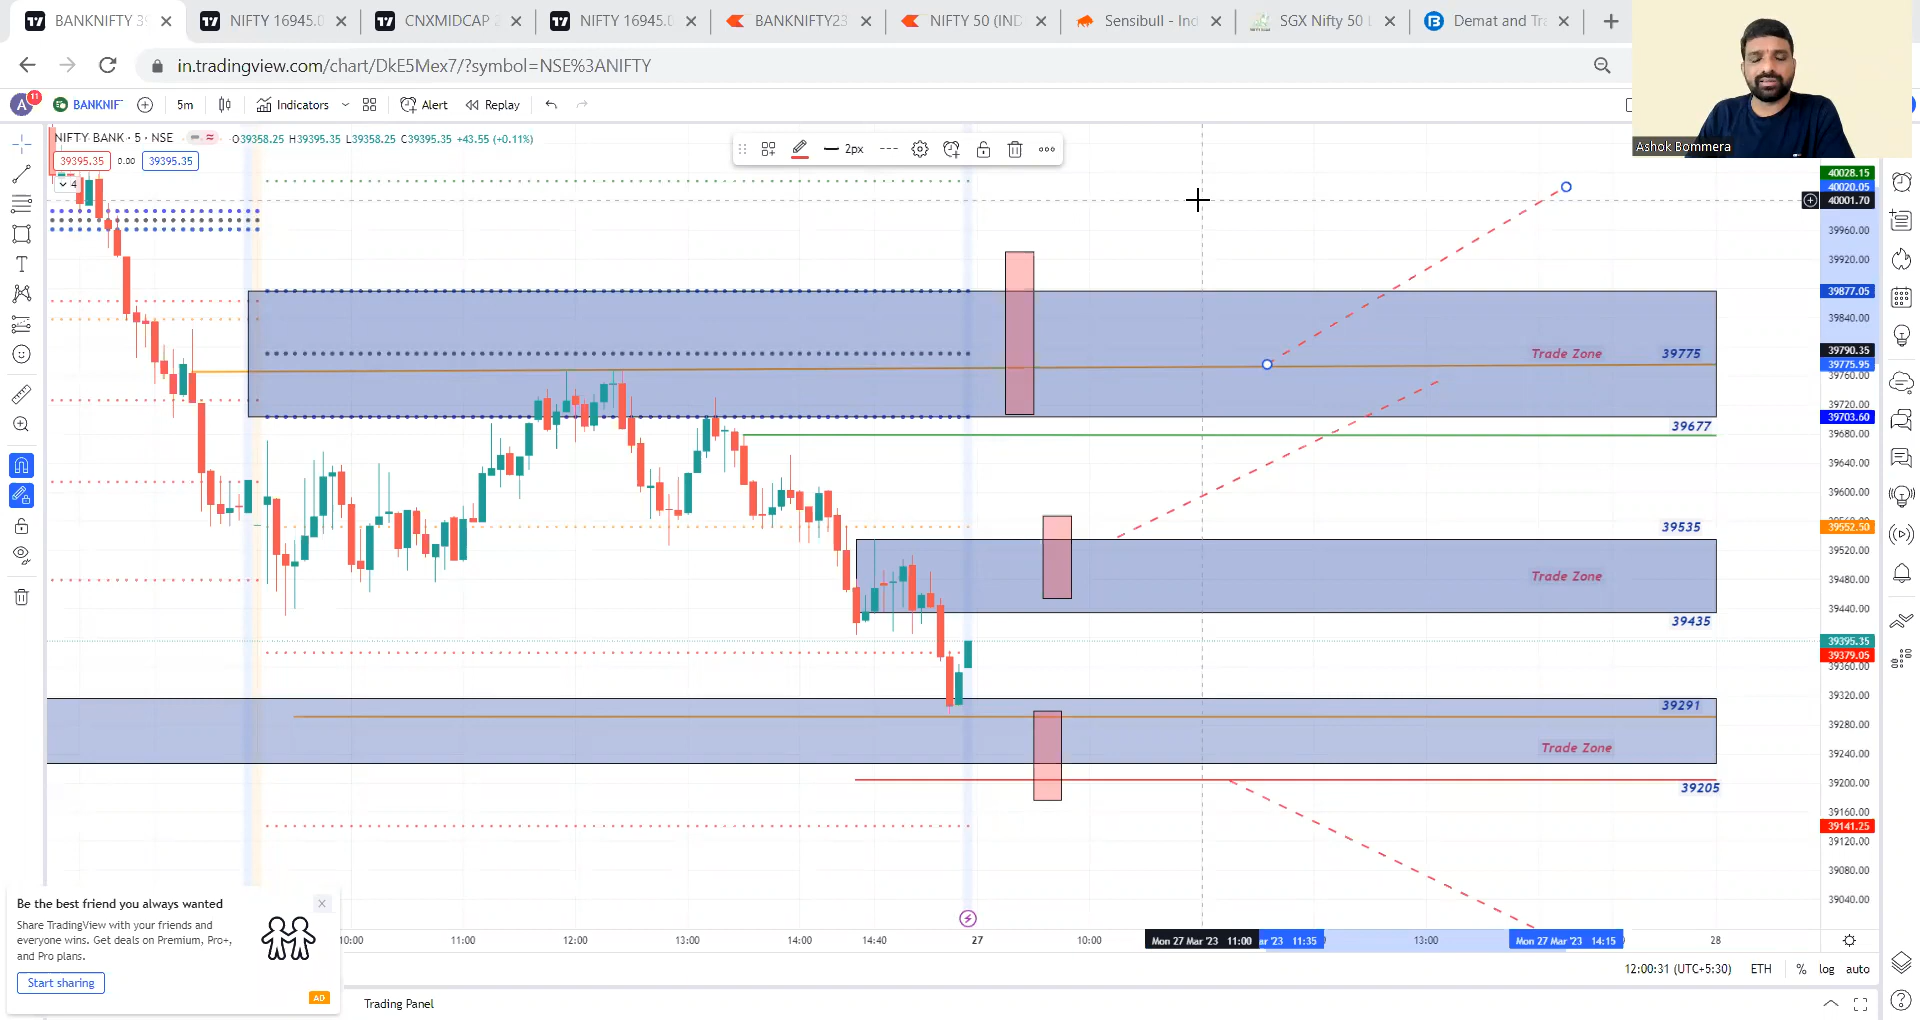 BANKNIFTY 39
NIFTY 16945.0
CNXMIDCAP 2
NIFTY 16945.0
BANKNIFTY23
NIFTY 50 (IND
Sensibull - Ind
SGX Nifty 50 L
Demat and Tra
in.tradingview.com/chart/DkE5Mex7/?symbol=NSE%3ANIFTY
A 11
BANKNIF
5m
Indicators
Alert
Replay
NIFTY BANK · 5 · NSE
O39358.25 H39395.35 L39358.25 C39395.35 +43.55 (+0.11%)
39395.35 0.00 39395.35
4
2px
Ashok Bommera
40028.15
40020.05
40001.70
39960.00
39920.00
39877.05
39840.00
39790.35
39775.95
39760.00
39720.00
39703.60
39680.00
39640.00
39600.00
39552.50
39520.00
39480.00
39440.00
39395.35
39379.05
39360.00
39320.00
39280.00
39240.00
39200.00
39160.00
39141.25
39120.00
39080.00
39040.00
Trade Zone 39775
39677
39535
Trade Zone
39435
39291
Trade Zone
39205
10:00
11:00
12:00
13:00
14:00
14:40
27
10:00
Mon 27 Mar '23 11:00
ar '23 11:35
13:00
Mon 27 Mar '23 14:15
28
12:00:31 (UTC+5:30)
ETH
%
log
auto
Be the best friend you always wanted
Share TradingView with your friends and
everyone wins. Get deals on Premium, Pro+,
and Pro plans.
Start sharing
AD
Trading Panel